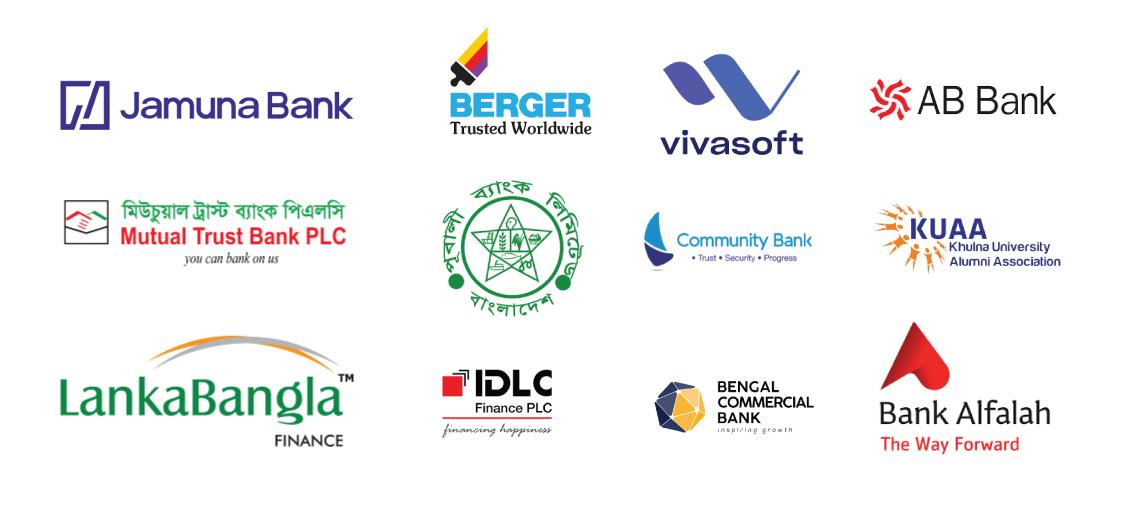 Jamuna Bank
BERGER
Trusted Worldwide
vivasoft
AB Bank
মিউচুয়াল ট্রাস্ট ব্যাংক পিএলসি
Mutual Trust Bank PLC
you can bank on us
পূবালী ব্যাংক লিমিটেড
বাংলাদেশ
Community Bank
• Trust • Security • Progress
KUAA
Khulna University
Alumni Association
LankaBangla™
FINANCE
IDLC
Finance PLC
financing happiness
BENGAL
COMMERCIAL
BANK
inspiring growth
Bank Alfalah
The Way Forward